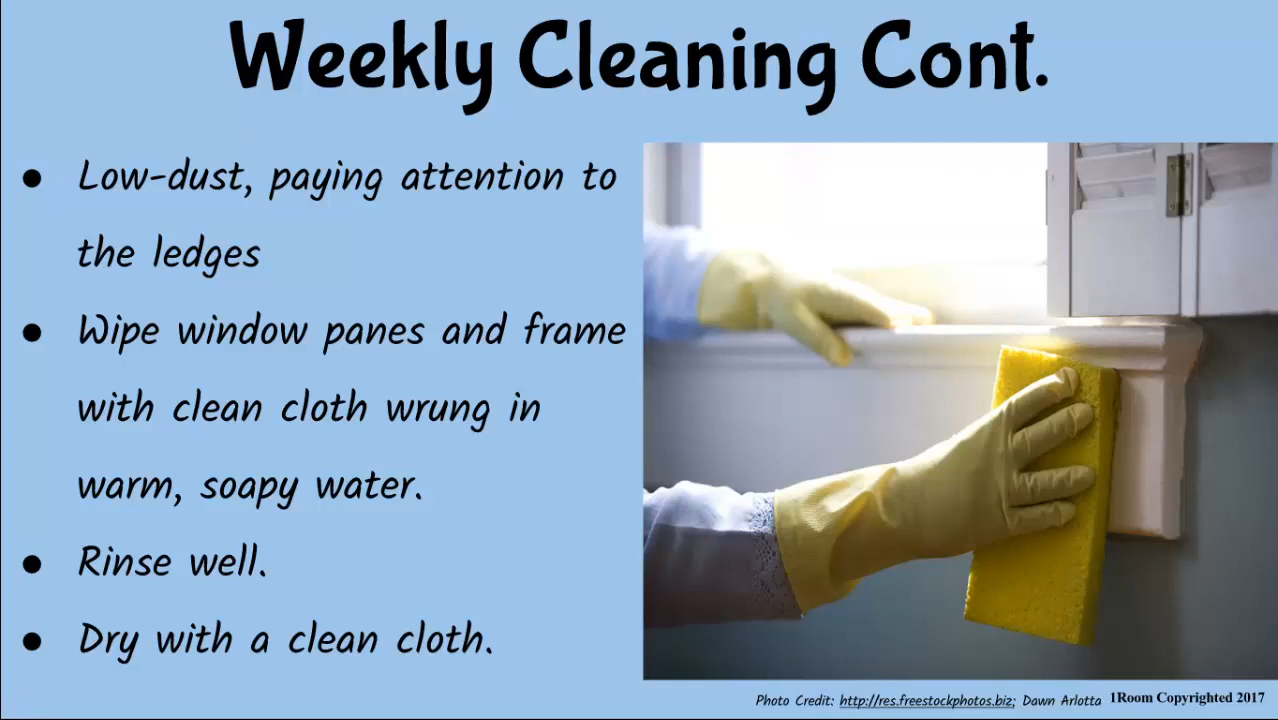 Weekly Cleaning Cont.
● Low-dust, paying attention to
the ledges
● Wipe window panes and frame
with clean cloth wrung in
warm, soapy water.
● Rinse well.
● Dry with a clean cloth.
Photo Credit: http://res.freestockphotos.biz; Dawn Arlotta 1Room Copyrighted 2017